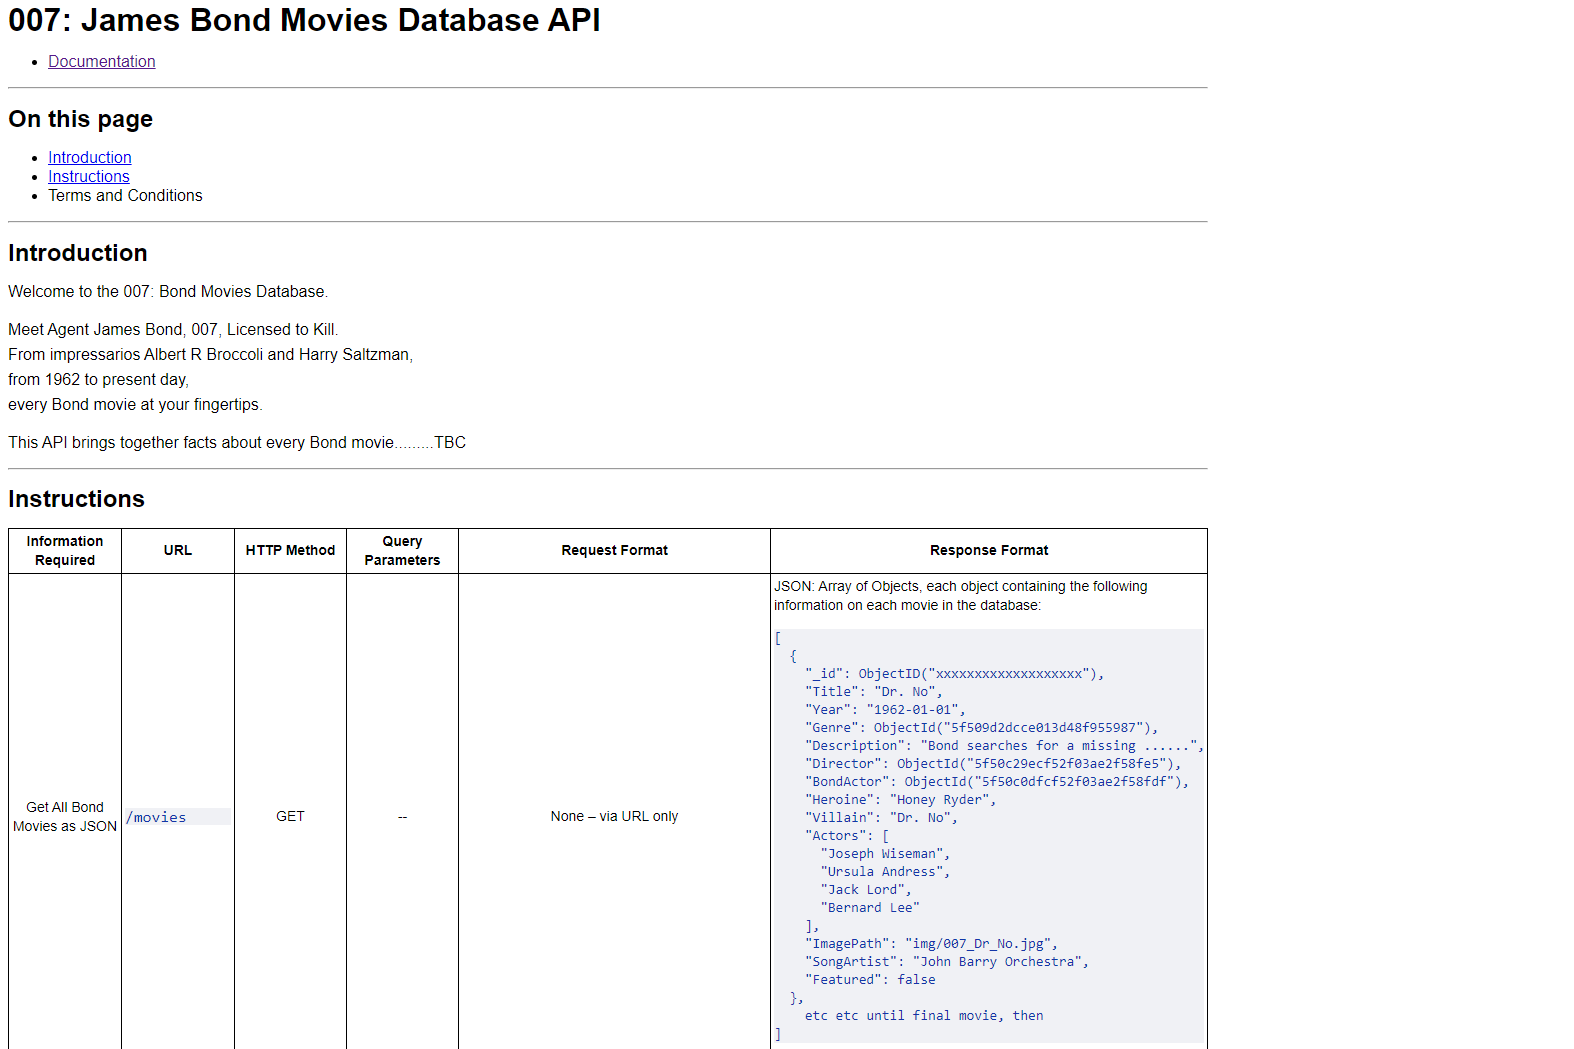 007: James Bond Movies Database API
Documentation
On this page
Introduction
Instructions
Terms and Conditions
Introduction
Welcome to the 007: Bond Movies Database.
Meet Agent James Bond, 007, Licensed to Kill.
From impressarios Albert R Broccoli and Harry Saltzman,
from 1962 to present day,
every Bond movie at your fingertips.
This API brings together facts about every Bond movie.........TBC
Instructions
Information
Required
URL
HTTP Method
Query
Parameters
Request Format
Response Format
Get All Bond
Movies as JSON
/movies
GET
--
None – via URL only
JSON: Array of Objects, each object containing the following
information on each movie in the database:
[
{
"_id": ObjectID("xxxxxxxxxxxxxxxxxxx"),
"Title": "Dr. No",
"Year": "1962-01-01",
"Genre": ObjectId("5f509d2dcce013d48f955987"),
"Description": "Bond searches for a missing ......",
"Director": ObjectId("5f50c29ecf52f03ae2f58fe5"),
"BondActor": ObjectId("5f50c0dfcf52f03ae2f58fdf"),
"Heroine": "Honey Ryder",
"Villain": "Dr. No",
"Actors": [
"Joseph Wiseman",
"Ursula Andress",
"Jack Lord",
"Bernard Lee"
],
"ImagePath": "img/007_Dr_No.jpg",
"SongArtist": "John Barry Orchestra",
"Featured": false
},
etc etc until final movie, then
]